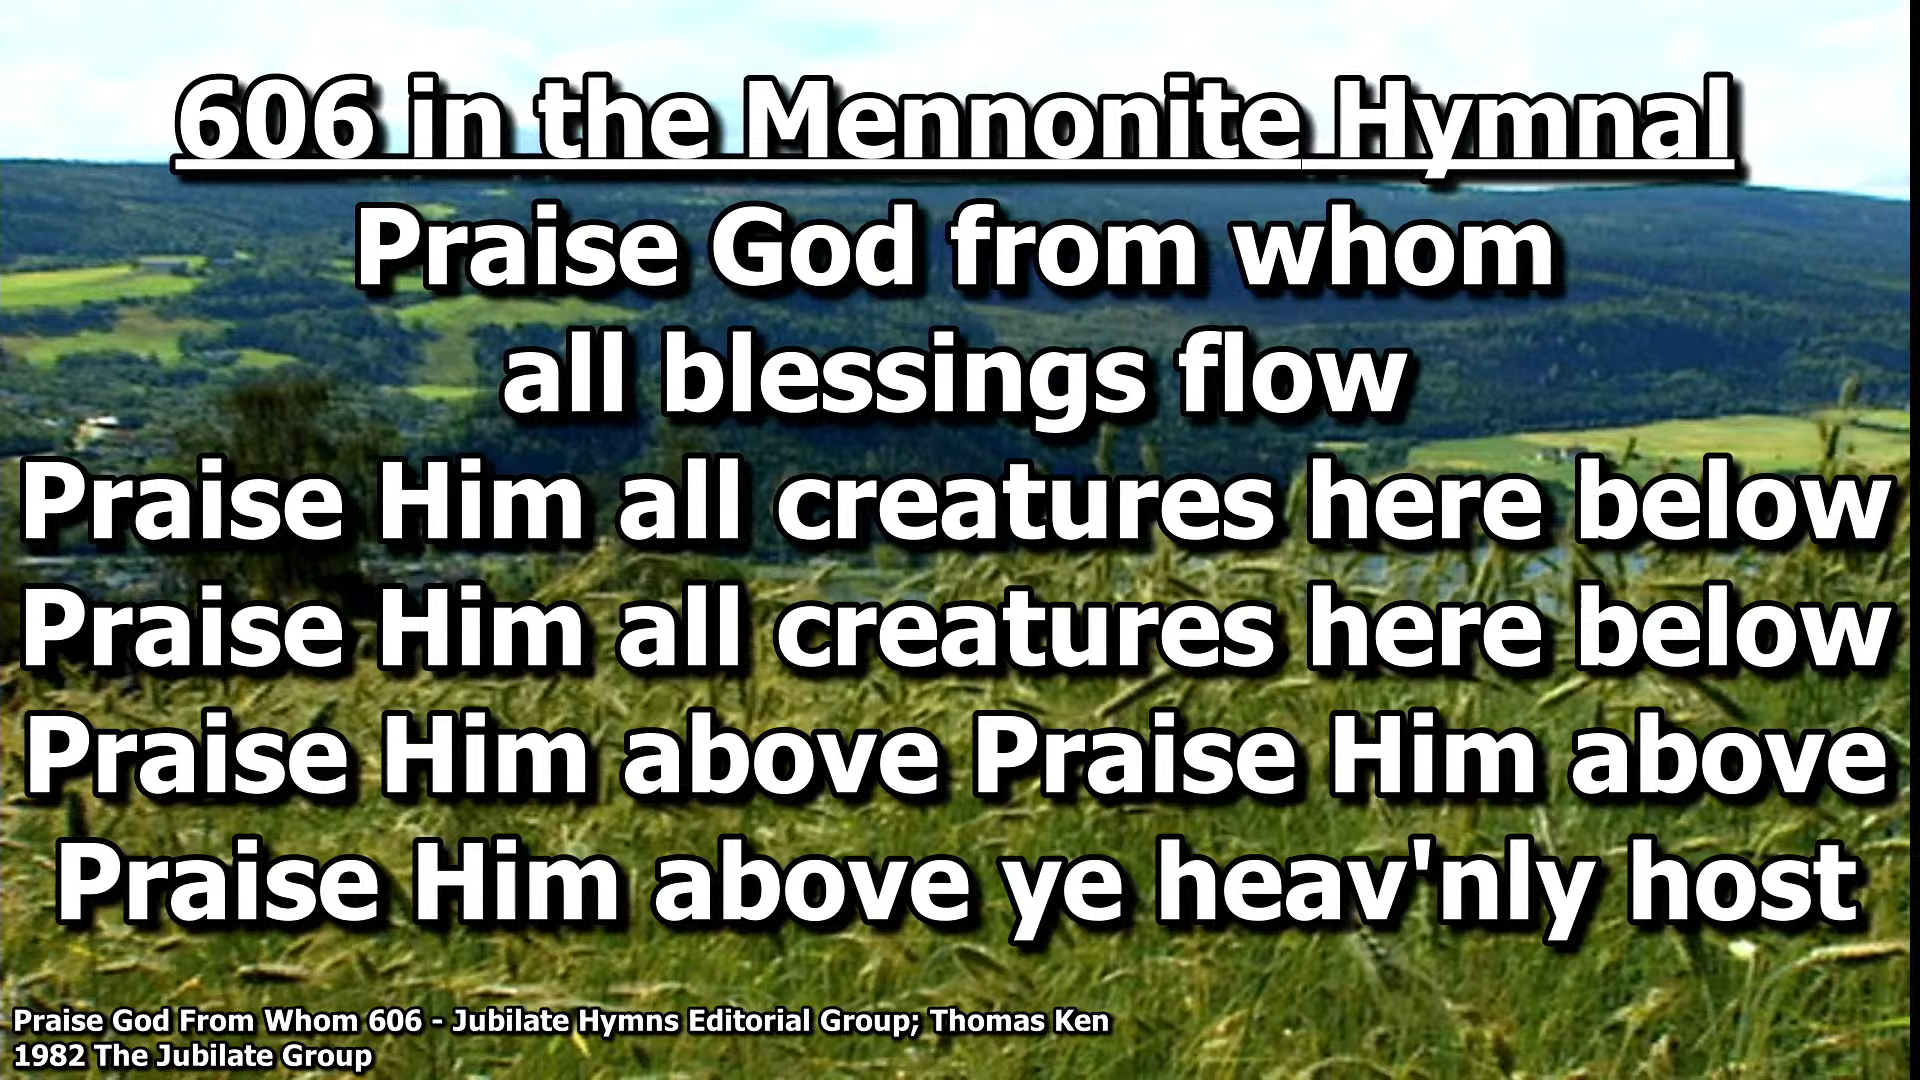 606 in the Mennonite Hymnal
Praise God from whom
all blessings flow
Praise Him all creatures here below
Praise Him all creatures here below
Praise Him above Praise Him above
Praise Him above ye heav'nly host
Praise God From Whom 606 - Jubilate Hymns Editorial Group; Thomas Ken
1982 The Jubilate Group